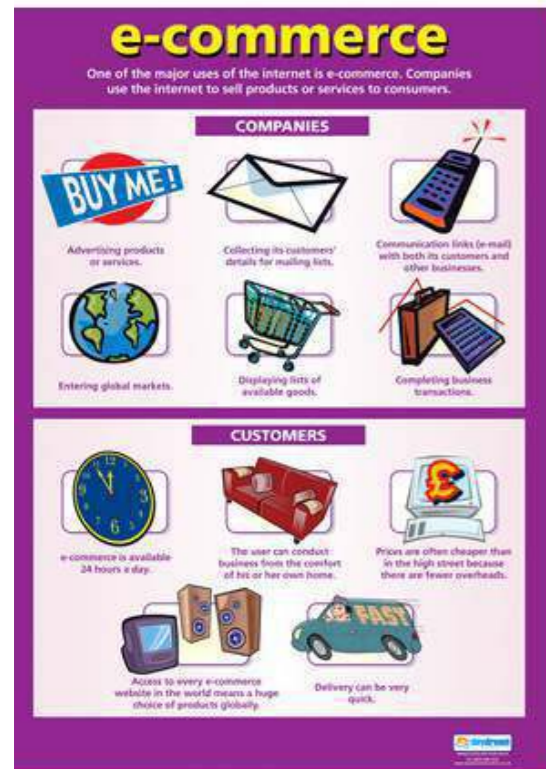 e-commerce
One of the major uses of the internet is e-commerce. Companies
use the internet to sell products or services to consumers.
COMPANIES
BUY ME!
Advertising products
or services.
Collecting its customers'
details for mailing lists.
Communication links (e-mail)
with both its customers and
other businesses.
Entering global markets.
Displaying lists of
available goods.
Completing business
transactions.
CUSTOMERS
12
3
6
9
e-commerce is available
24 hours a day.
The user can conduct
business from the comfort
of his or her own home.
£
Prices are often cheaper than
in the high street because
there are fewer overheads.
Access to every e-commerce
website in the world means a huge
choice of products globally.
FAST
Delivery can be very
quick.
daydream